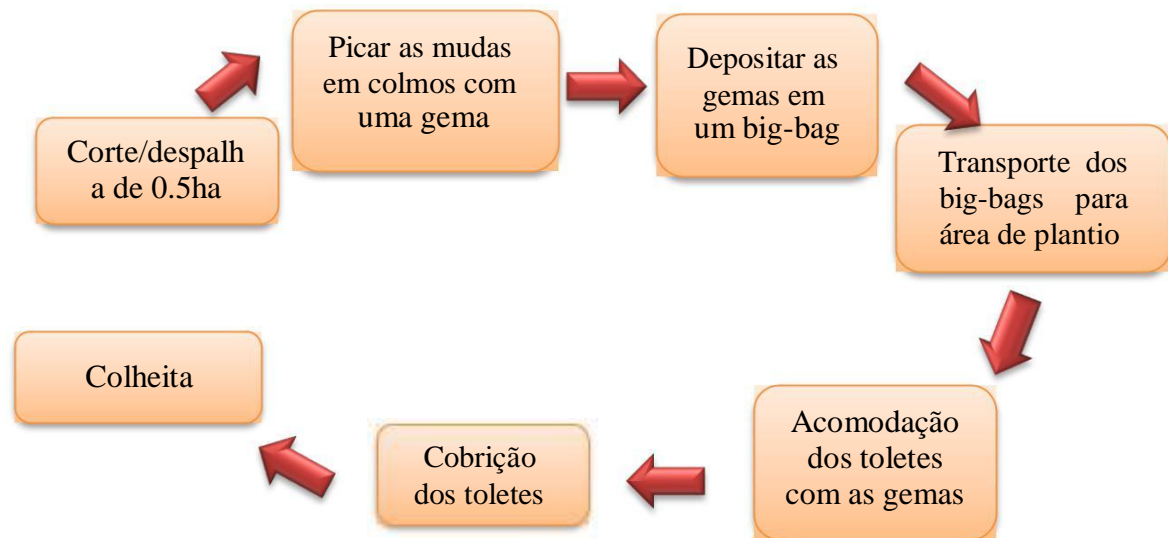 Corte/despalh
a de 0.5ha
Picar as mudas
em colmos com
uma gema
Depositar as
gemas em
um big-bag
Transporte dos
big-bags para
área de plantio
Acomodação
dos toletes
com as gemas
Cobrição
dos toletes
Colheita